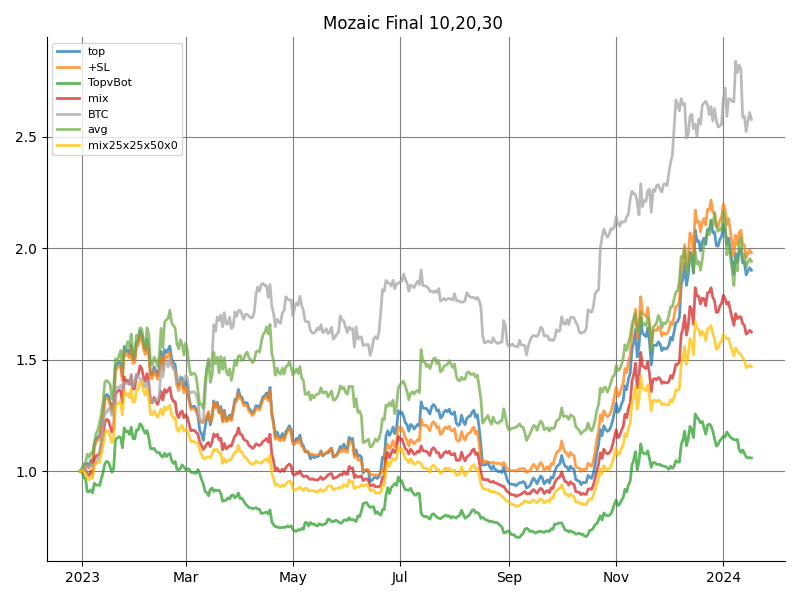 Mozaic Final 10,20,30
top
+SL
TopvBot
mix
BTC
avg
mix25x25x50x0
2.5
2.0
1.5
1.0
2023 Mar May Jul Sep Nov 2024